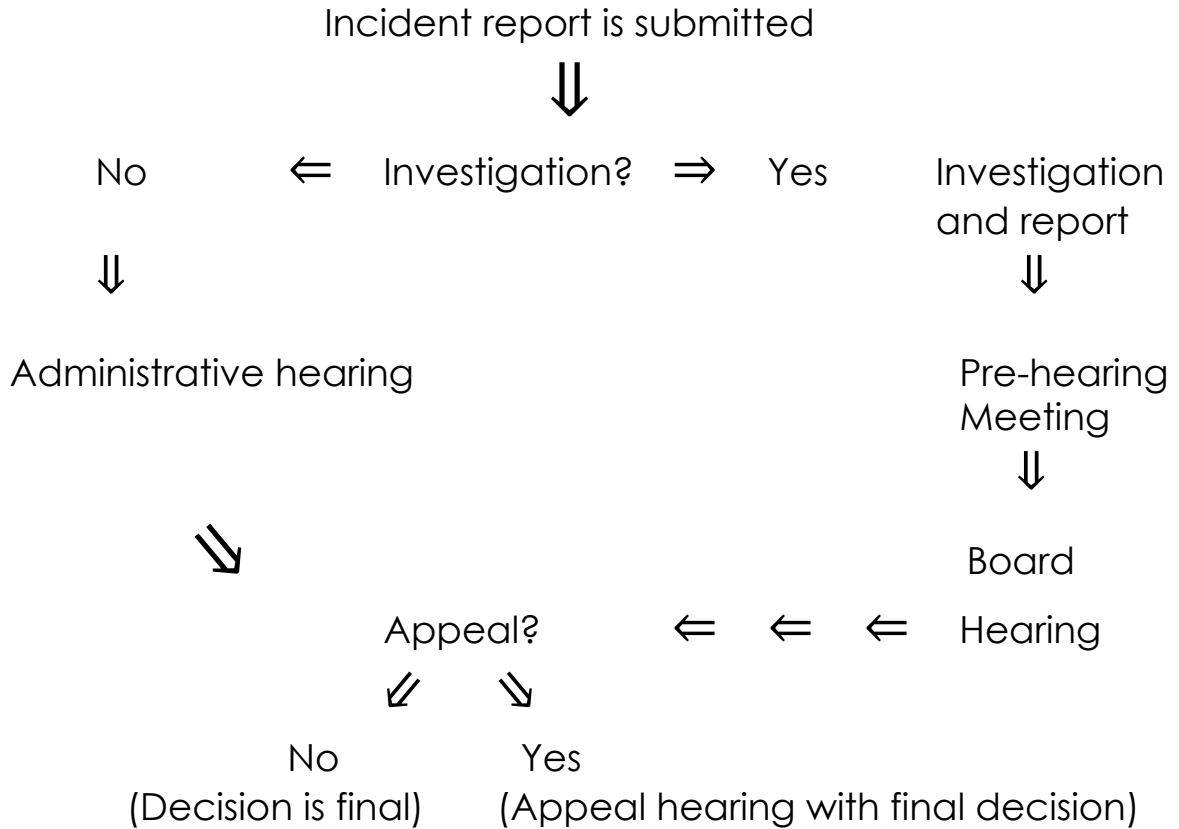 Incident report is submitted
⇓
No ⇐ Investigation? ⇒ Yes Investigation
and report
⇓ ⇓
Administrative hearing Pre-hearing
Meeting
⇓
⇘ Board
Appeal? ⇐ ⇐ ⇐ Hearing
⇙ ⇘
No Yes
(Decision is final) (Appeal hearing with final decision)